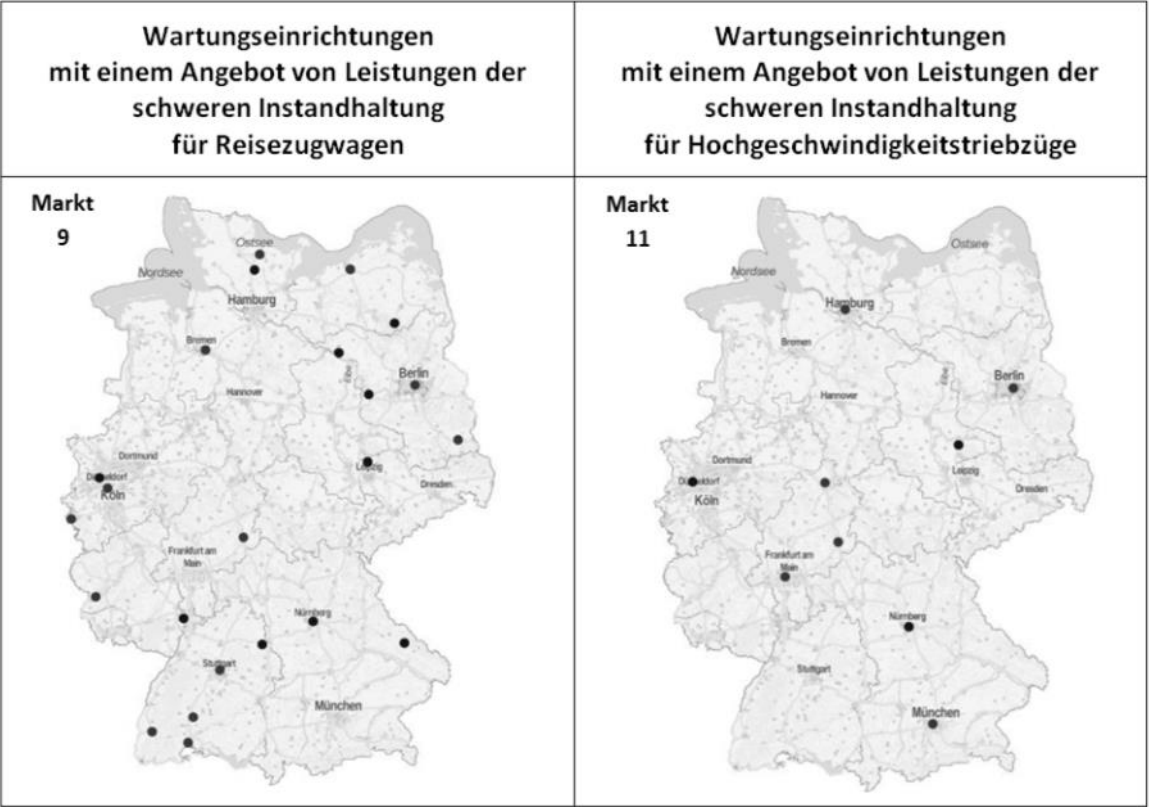 Wartungseinrichtungen
mit einem Angebot von Leistungen der
schweren Instandhaltung
für Reisezugwagen
Wartungseinrichtungen
mit einem Angebot von Leistungen der
schweren Instandhaltung
für Hochgeschwindigkeitstriebzüge
Markt
9
Ostsee
Nordsee
Hamburg
Bremen
Elbe
Berlin
Hannover
Dortmund
Leipzig
Düsseldorf
Dresden
Köln
Frankfurt am
Main
Nürnberg
Stuttgart
München
Markt
11
Ostsee
Nordsee
Hamburg
Bremen
Elbe
Berlin
Hannover
Dortmund
Leipzig
Düsseldorf
Dresden
Köln
Frankfurt am
Main
Nürnberg
Stuttgart
München